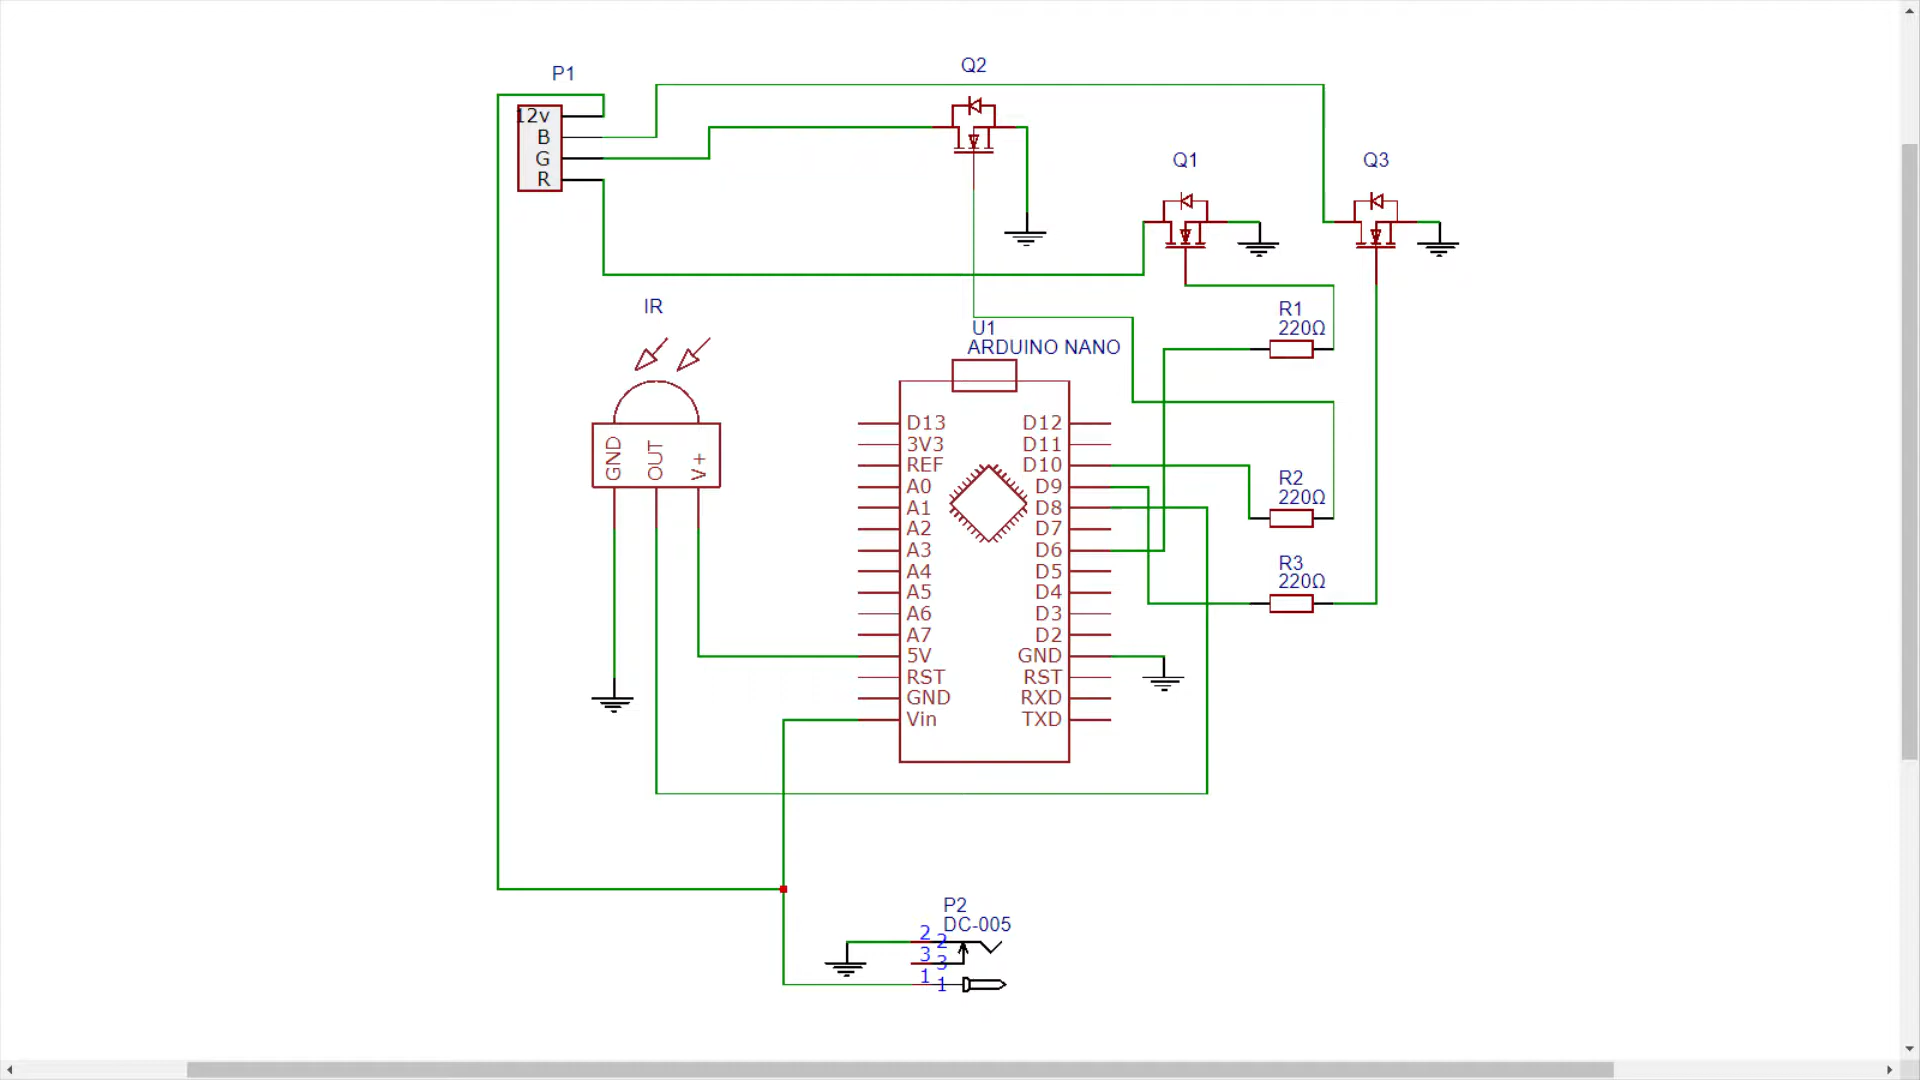 P1
12v
B
G
R
Q2
Q1
Q3
IR
GND
OUT
V+
U1
ARDUINO NANO
D13
3V3
REF
A0
A1
A2
A3
A4
A5
A6
A7
5V
RST
GND
Vin
D12
D11
D10
D9
D8
D7
D6
D5
D4
D3
D2
GND
RST
RXD
TXD
R1
220Ω
R2
220Ω
R3
220Ω
P2
DC-005
2 2
3 3
1 1